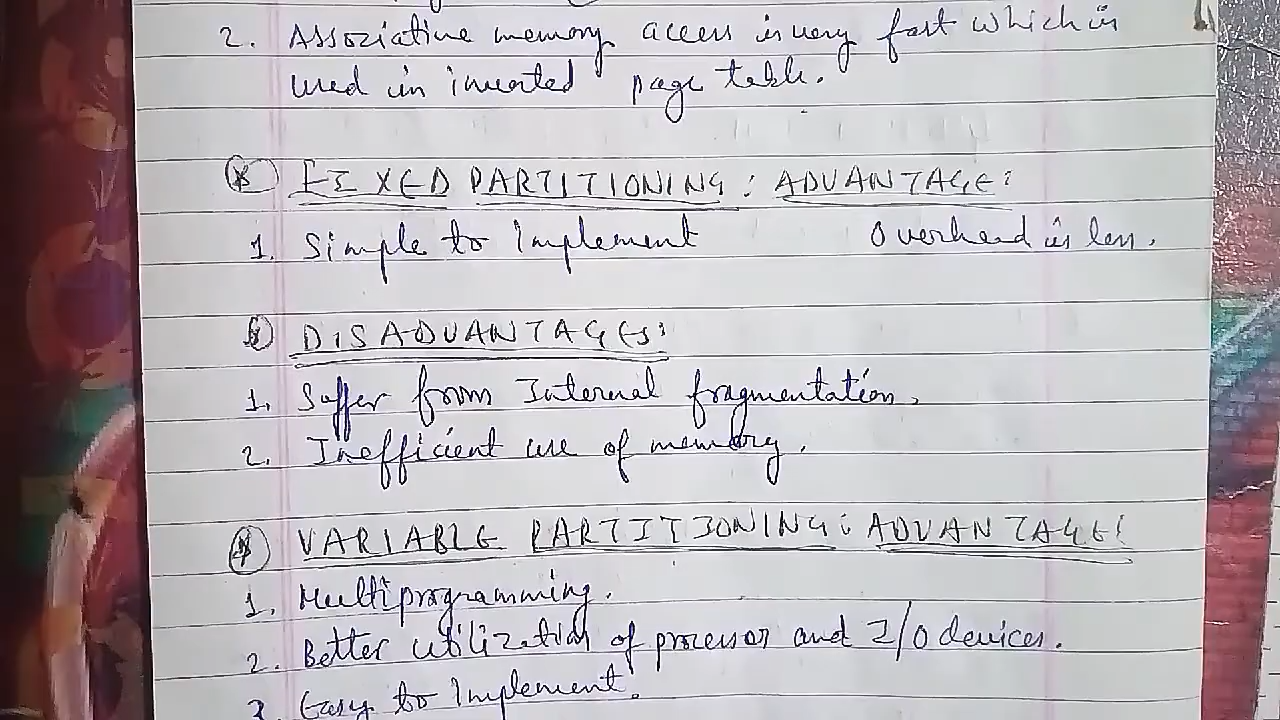 2. Associative memory access is very fast which is
used in inverted page table.
FIXED PARTITIONING: ADVANTAGE:
1. Simple to Implement Overhead is less.
DISADVANTAGES:
1. Suffer from Internal fragmentation.
2. Inefficient use of memory.
VARIABLE PARTITIONING: ADVANTAGE:
1. Multiprogramming.
2. Better utilization of processor and I/O devices.
3. Easy to Implement.